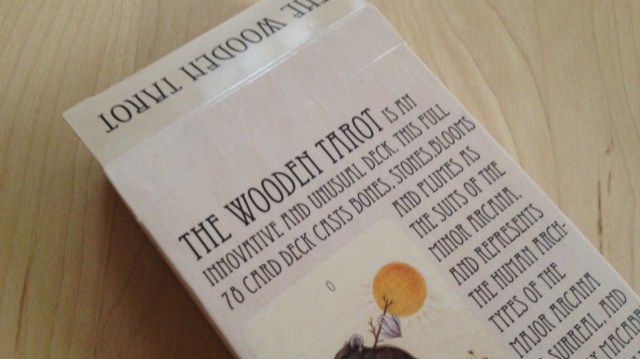 THE WOODEN TAROT
THE WOODEN TAROT IS AN
INNOVATIVE AND UNUSUAL DECK. THIS FULL
78 CARD DECK CASTS BONES, STONES, BLOOMS
AND PLUMES AS
THE SUITS OF THE
MINOR ARCANA
AND REPRESENTS
THE HUMAN ARCH-
TYPES OF THE
MAJOR ARCANA
SURREAL AND
MACABR
0